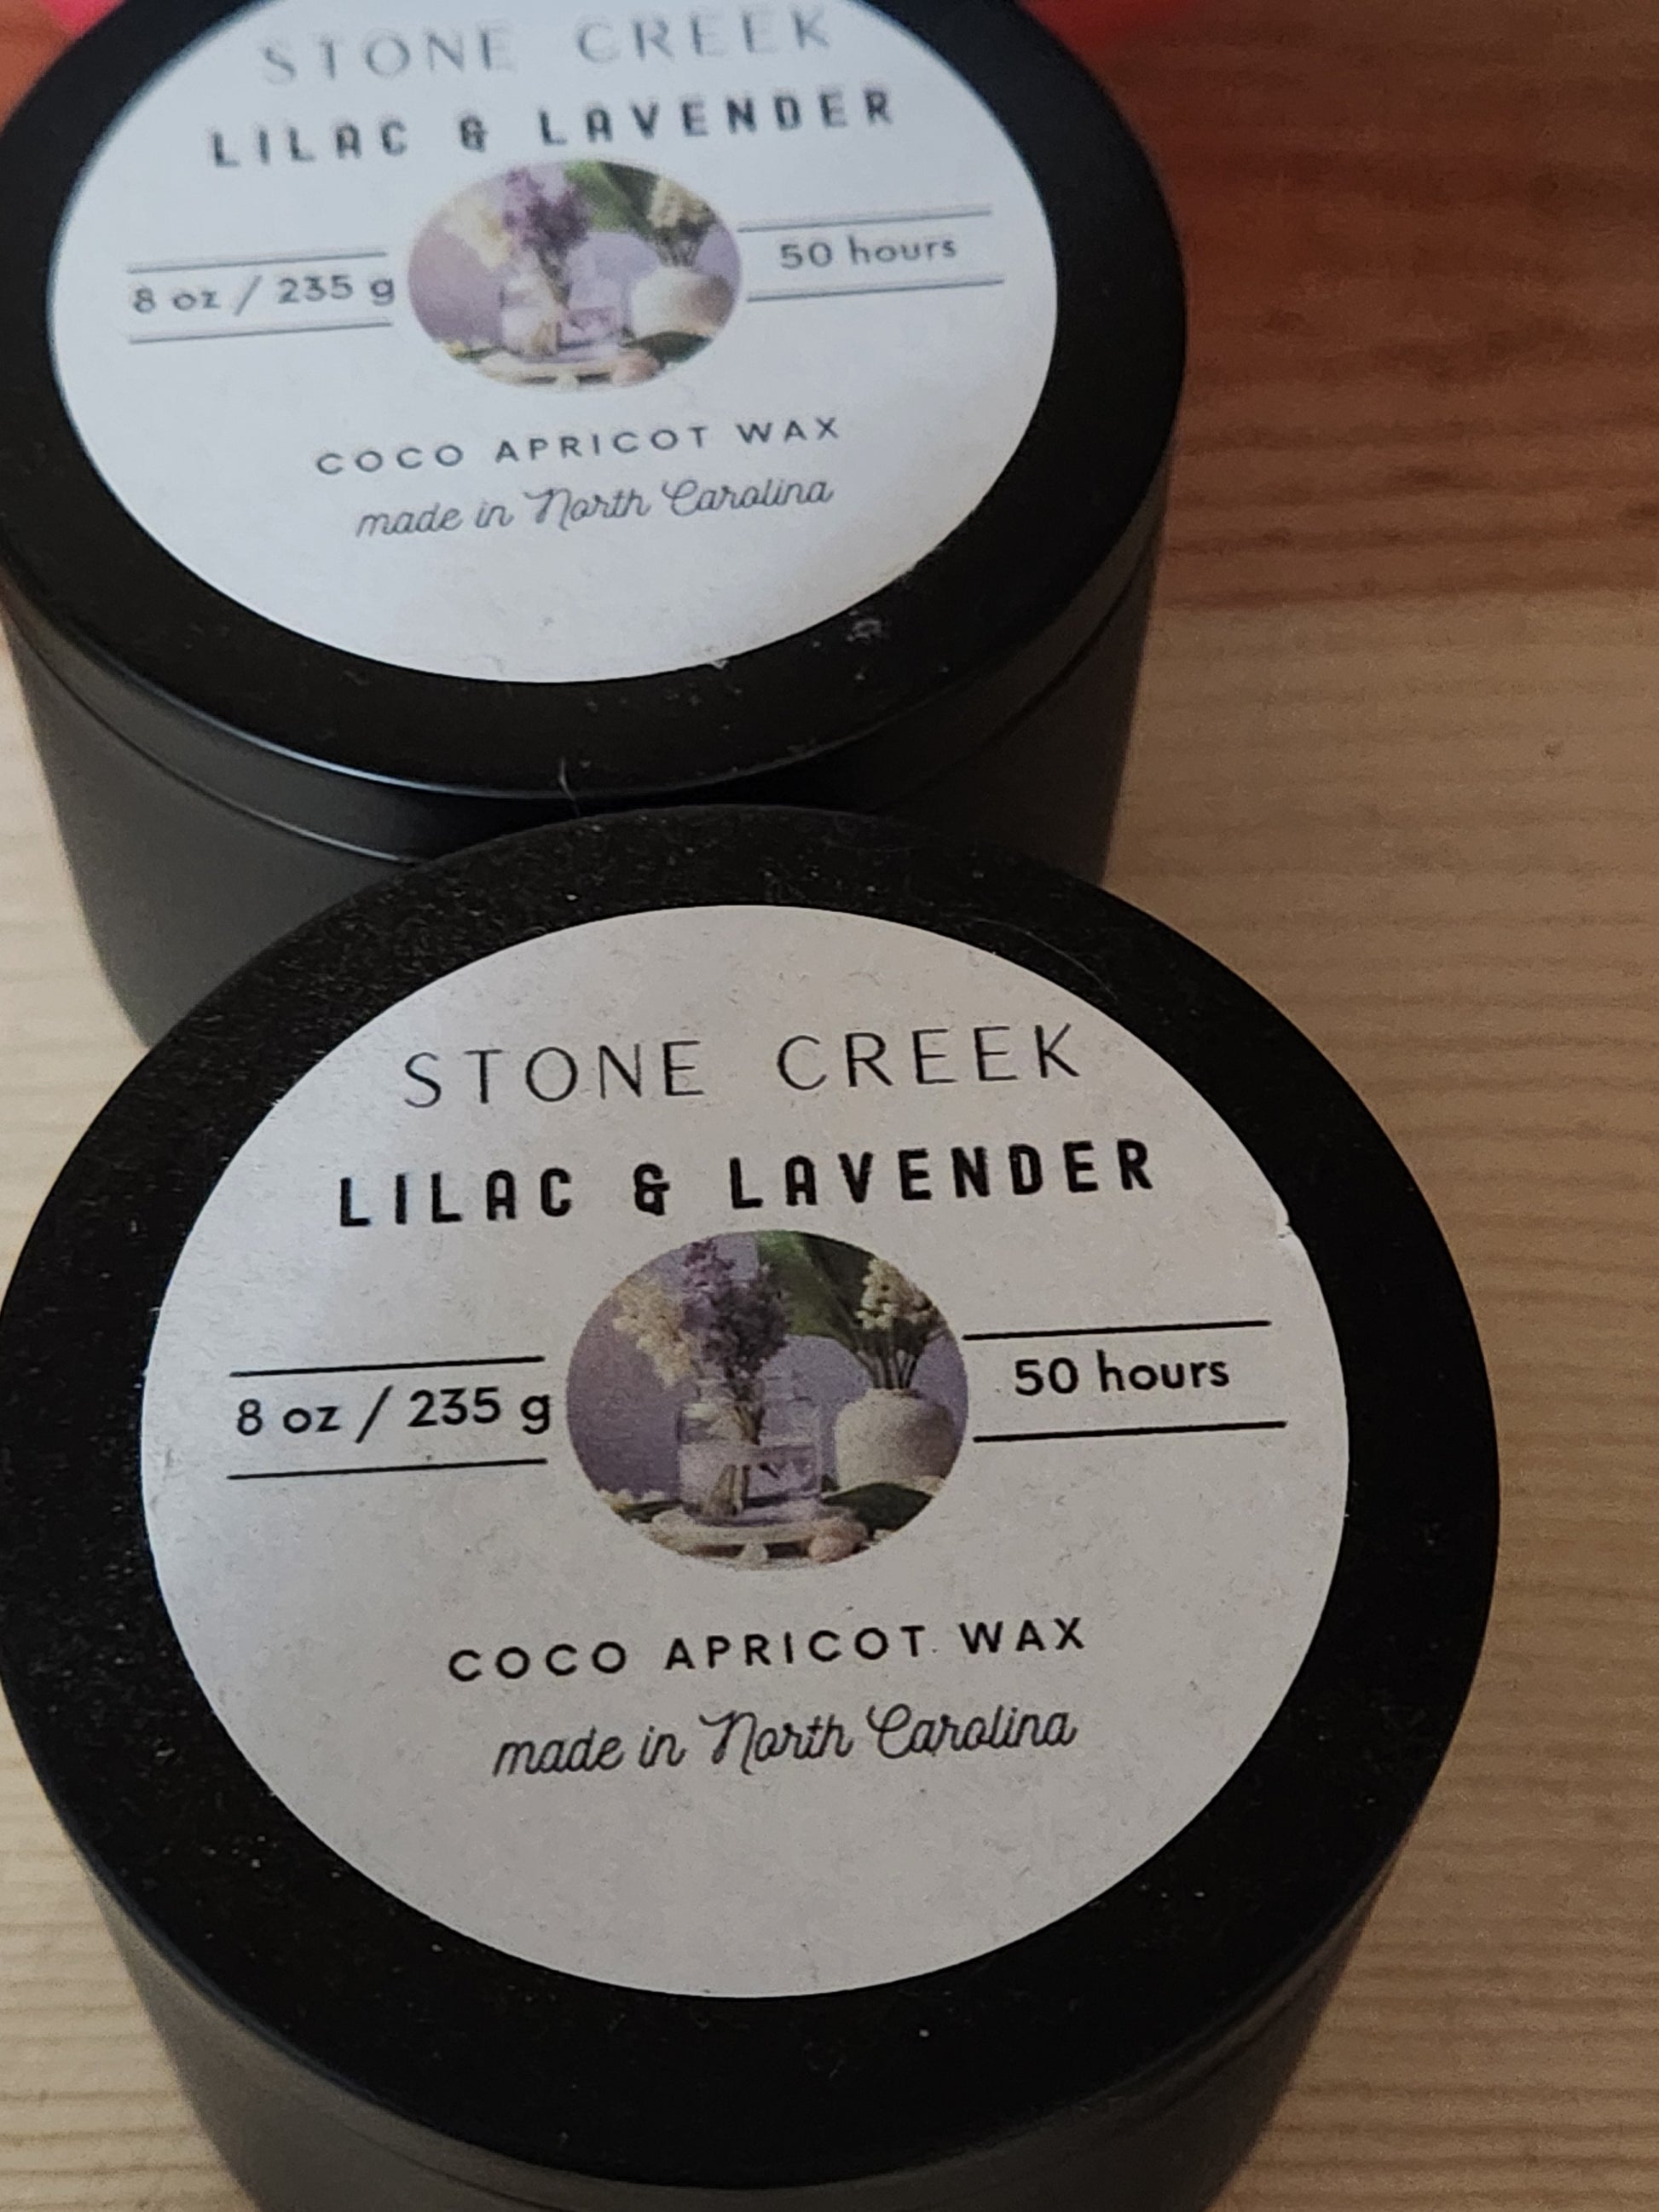 STONE CREEK
LILAC & LAVENDER
8 oz / 235 g
50 hours
COCO APRICOT WAX
made in North Carolina
STONE CREEK
LILAC & LAVENDER
8 oz / 235 g
50 hours
COCO APRICOT WAX
made in North Carolina